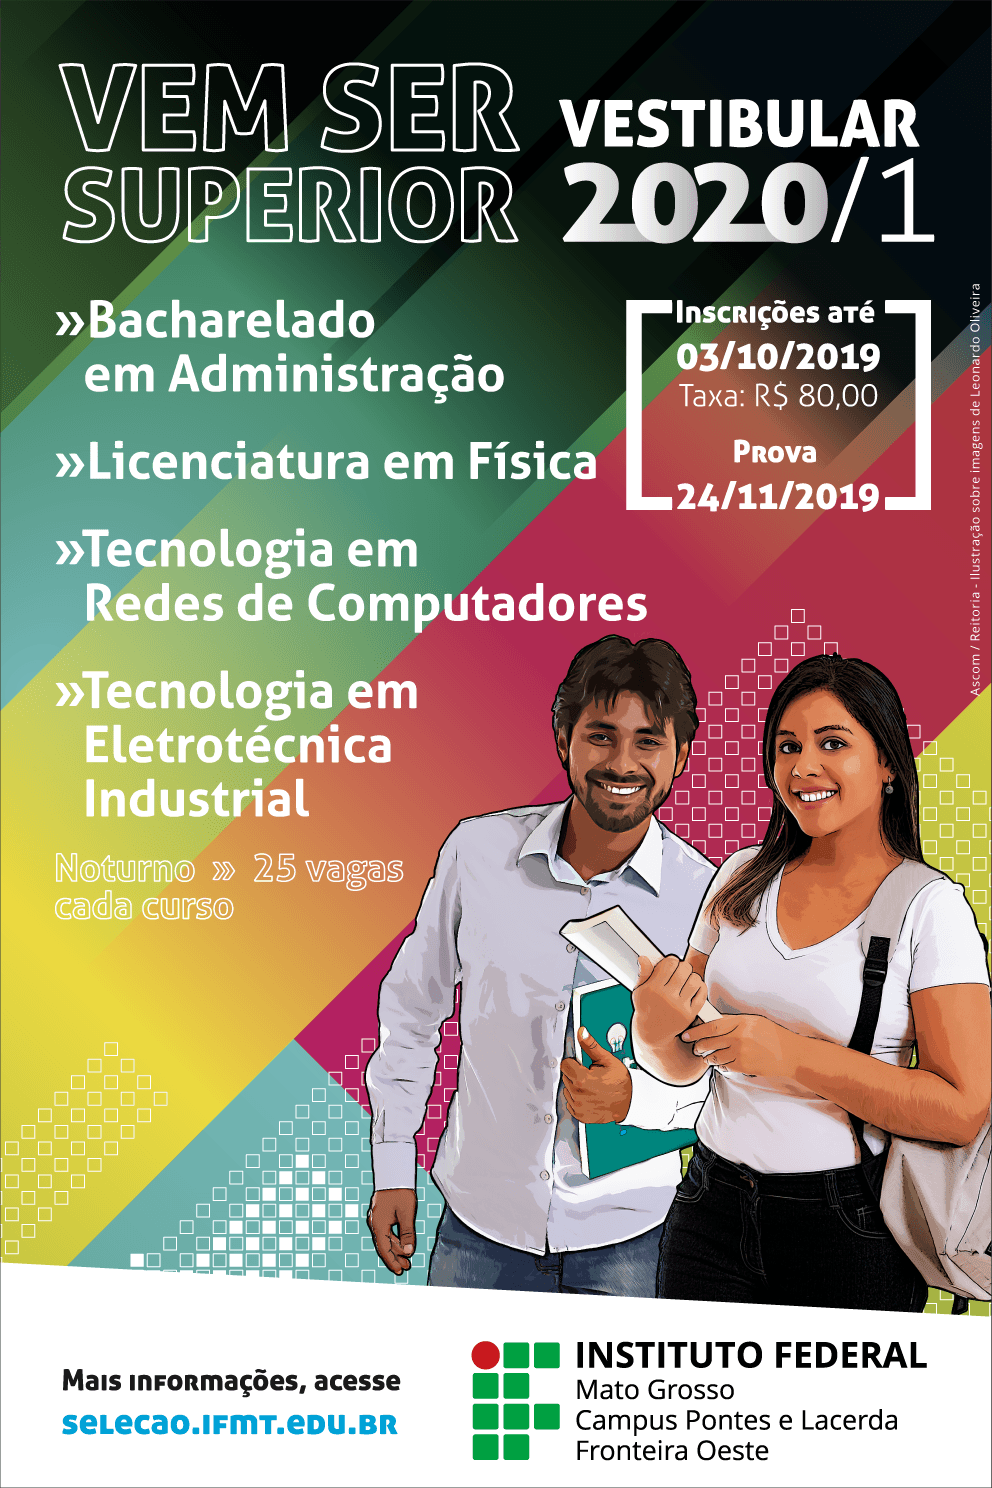 VEM SER
SUPERIOR
VESTIBULAR
2020/1
»Bacharelado
em Administração
»Licenciatura em Física
»Tecnologia em
Redes de Computadores
»Tecnologia em
Eletrotécnica
Industrial
Noturno » 25 vagas
cada curso
Inscrições até
03/10/2019
Taxa: R$ 80,00
Prova
24/11/2019
Ascom / Reitoria - Ilustração sobre imagens de Leonardo Oliveira
Mais informações, acesse
selecao.ifmt.edu.br
INSTITUTO FEDERAL
Mato Grosso
Campus Pontes e Lacerda
Fronteira Oeste